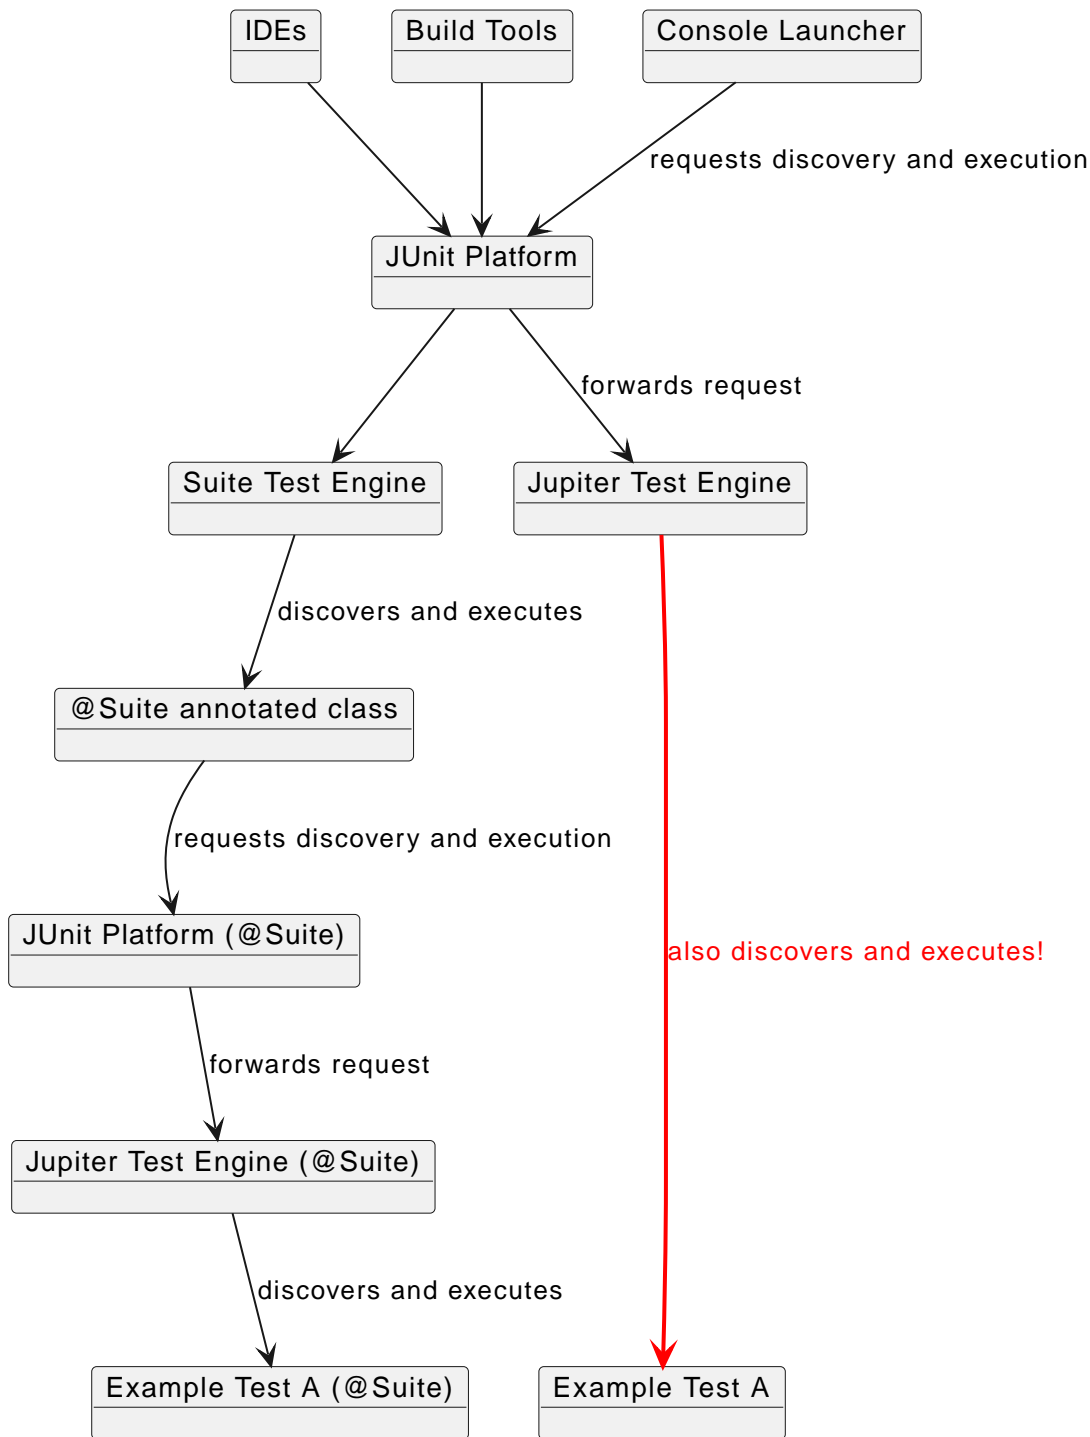 IDEs
Build Tools
Console Launcher
requests discovery and execution
JUnit Platform
forwards request
Suite Test Engine
Jupiter Test Engine
discovers and executes
@Suite annotated class
requests discovery and execution
JUnit Platform (@Suite)
also discovers and executes!
forwards request
Jupiter Test Engine (@Suite)
discovers and executes
Example Test A (@Suite)
Example Test A